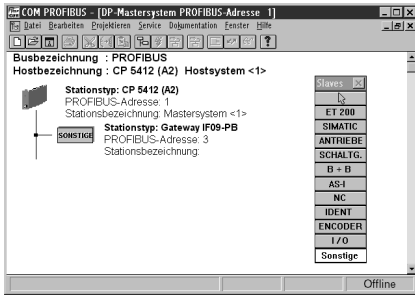 COM PROFIBUS - [DP-Mastersystem PROFIBUS-Adresse 1]
Datei Bearbeiten Projektieren Service Dokumentation Fenster Hilfe
Busbezeichnung : PROFIBUS
Hostbezeichnung : CP 5412 (A2) Hostsystem <1>
Stationstyp: CP 5412 (A2)
PROFIBUS-Adresse: 1
Stationsbezeichnung: Mastersystem <1>
SONSTIGE
Stationstyp: Gateway IF09-PB
PROFIBUS-Adresse: 3
Stationsbezeichnung:
Slaves
ET 200
SIMATIC
ANTRIEBE
SCHALTG.
B + B
AS-I
NC
IDENT
ENCODER
I/O
Sonstige
Offline